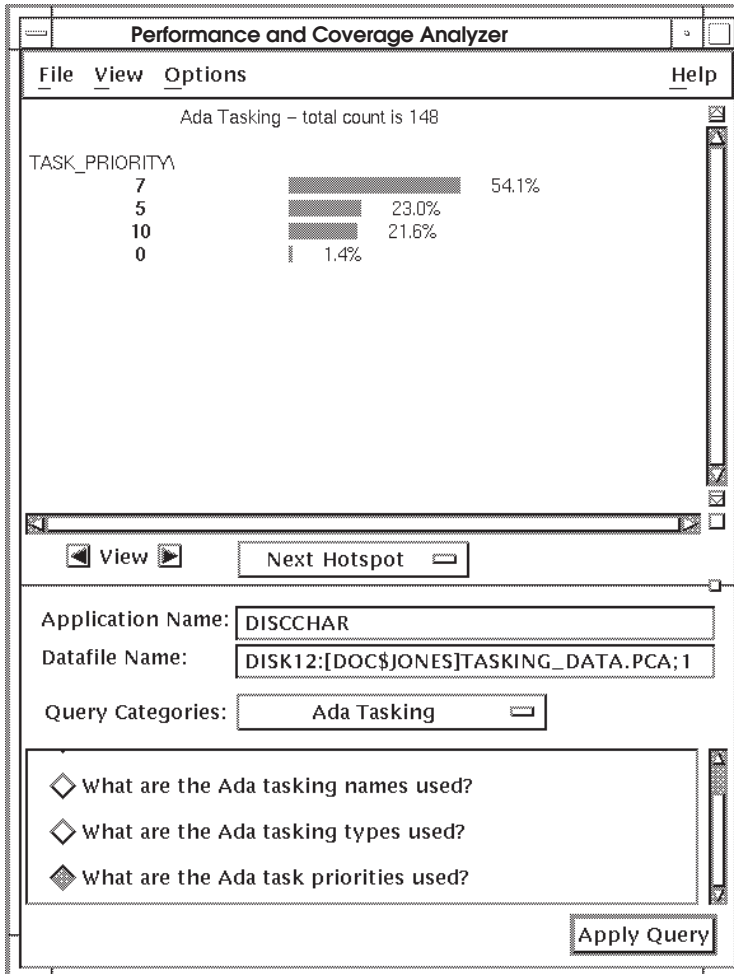 Performance and Coverage Analyzer
File View Options Help
Ada Tasking – total count is 148
TASK_PRIORITY\
7 54.1%
5 23.0%
10 21.6%
0 1.4%
View Next Hotspot
Application Name: DISCCHAR
Datafile Name: DISK12:[DOC$JONES]TASKING_DATA.PCA;1
Query Categories: Ada Tasking
What are the Ada tasking names used?
What are the Ada tasking types used?
What are the Ada task priorities used?
Apply Query